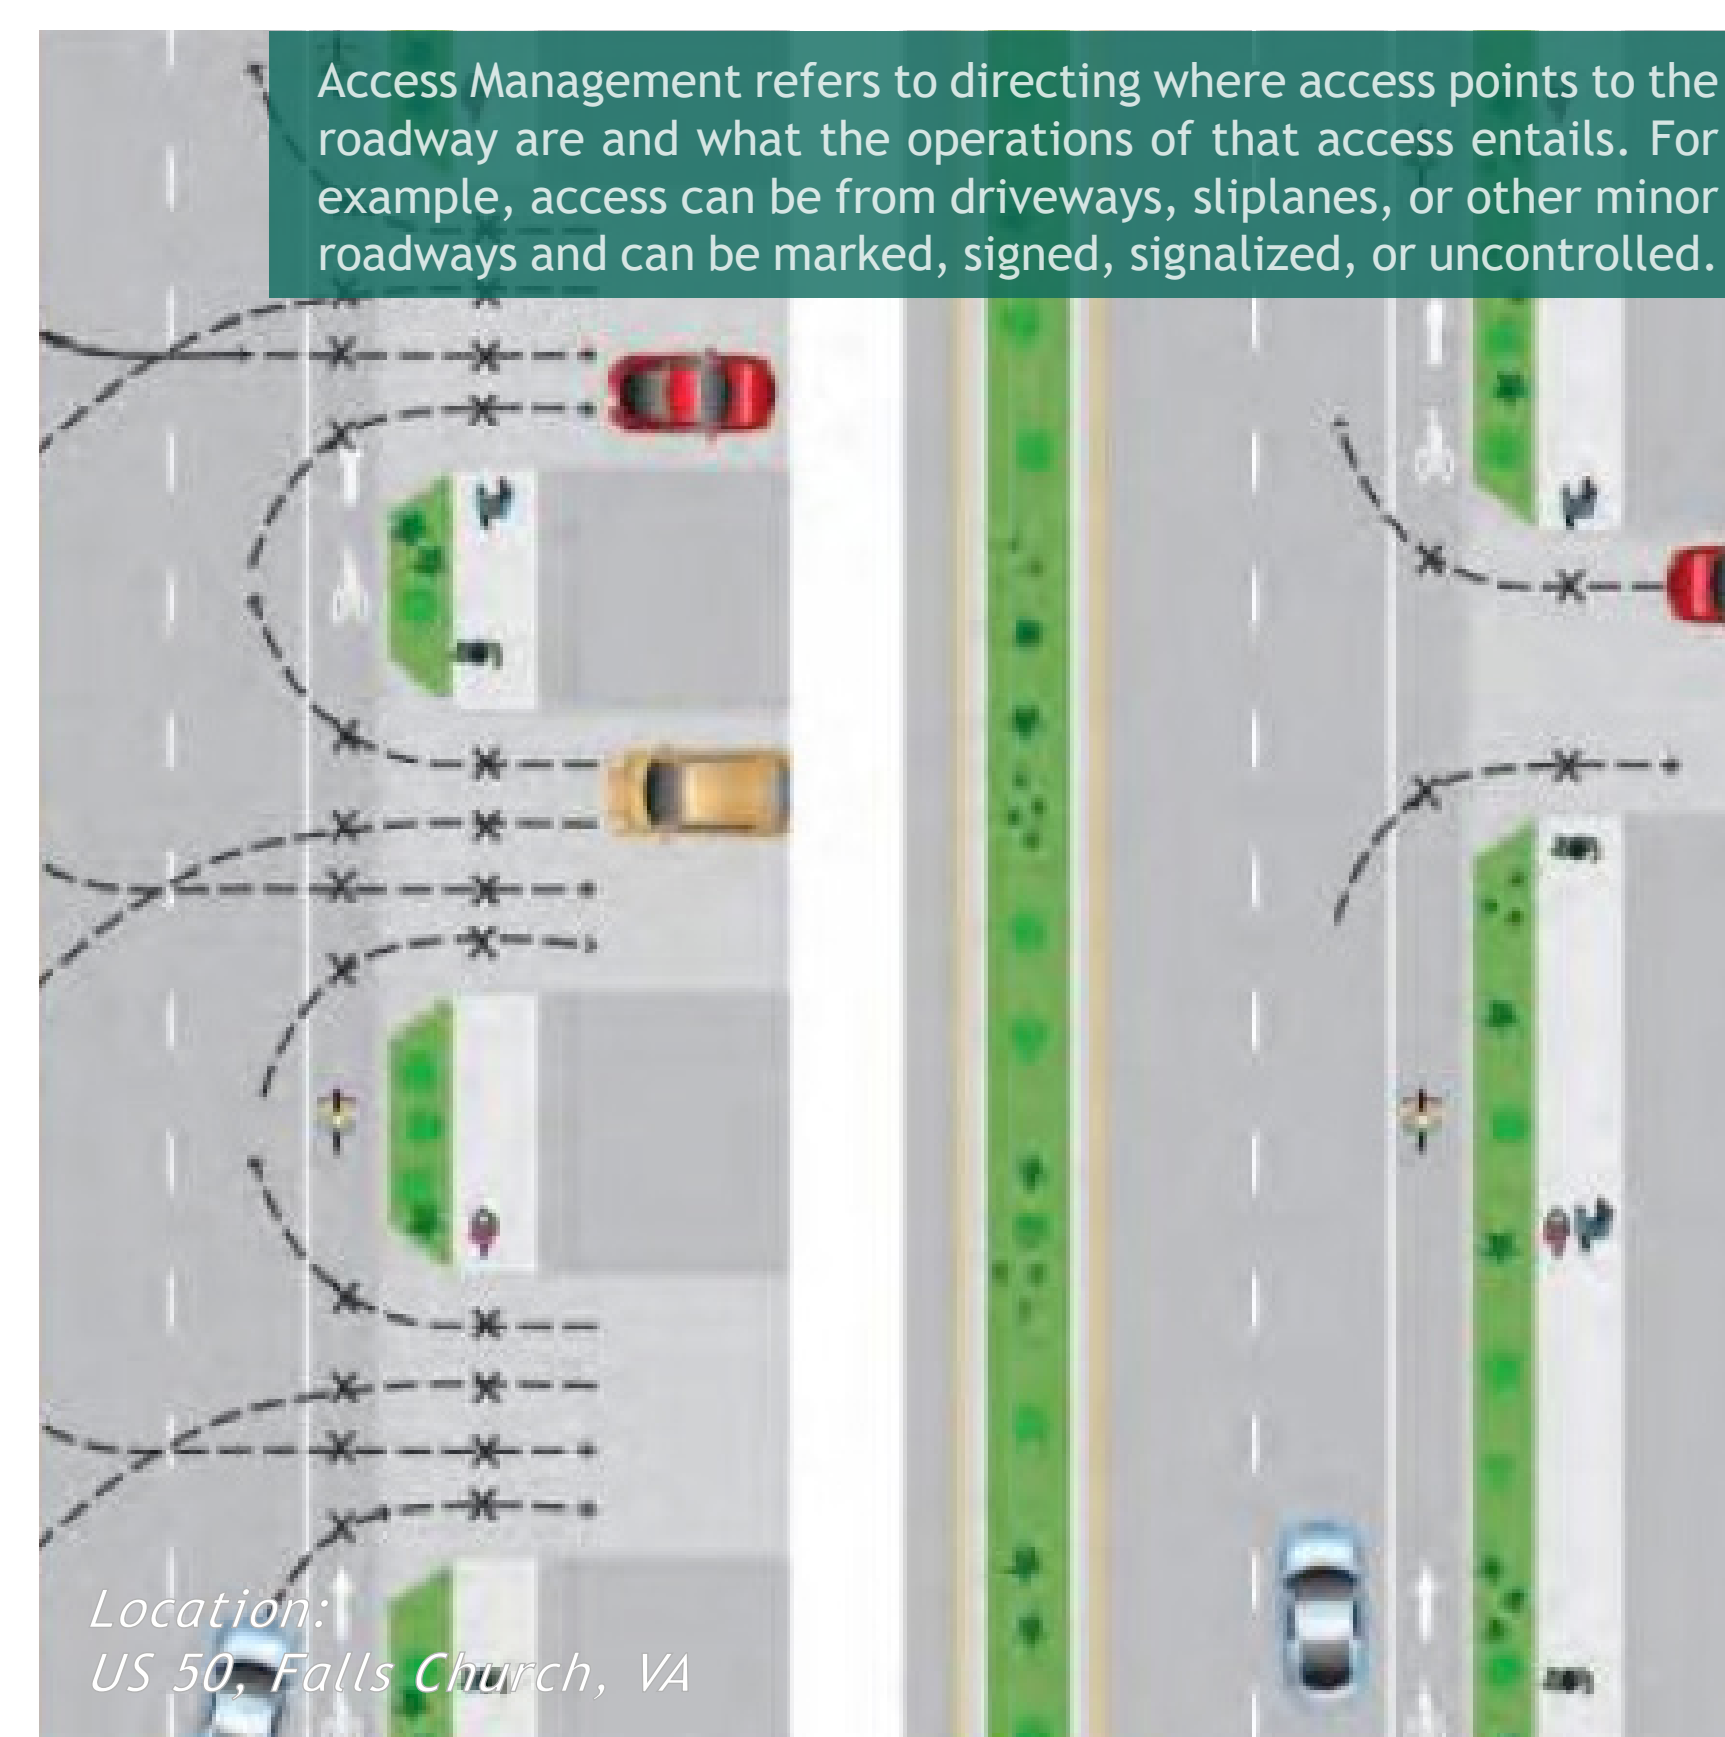 Access Management refers to directing where access points to the
roadway are and what the operations of that access entails. For
example, access can be from driveways, sliplanes, or other minor
roadways and can be marked, signed, signalized, or uncontrolled.
Location:
US 50, Falls Church, VA